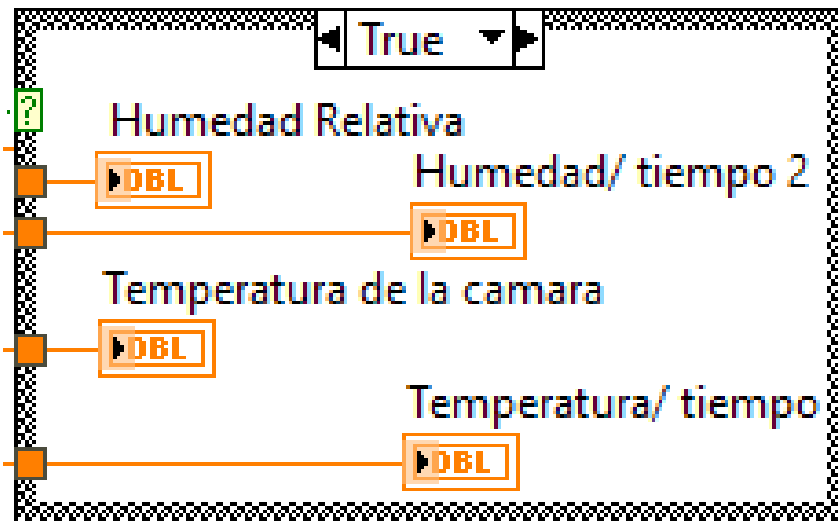 True
?
Humedad Relativa
DBL
Humedad/ tiempo 2
DBL
Temperatura de la camara
DBL
Temperatura/ tiempo
DBL